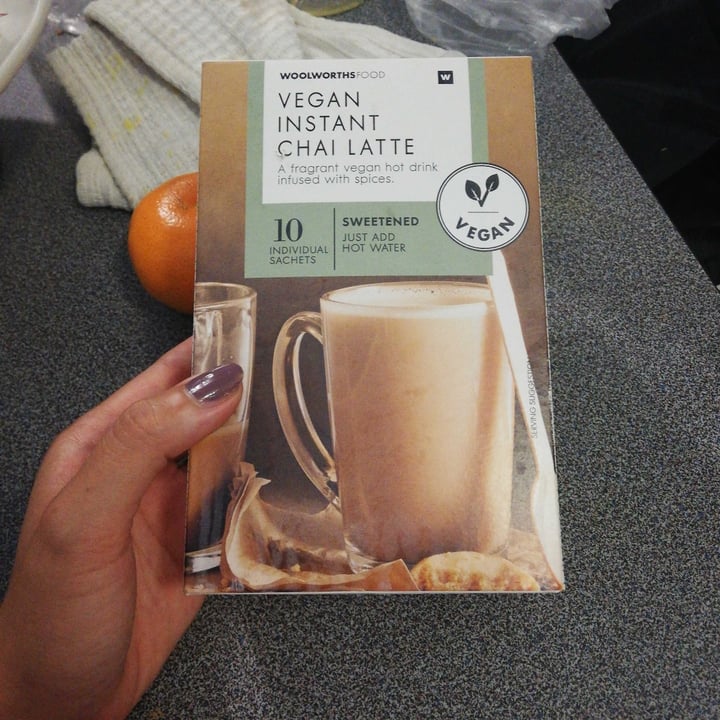 WOOLWORTHSFOOD
W
VEGAN
INSTANT
CHAI LATTE
A fragrant vegan hot drink
infused with spices.
VEGAN
10
INDIVIDUAL
SACHETS
SWEETENED
JUST ADD
HOT WATER
SERVING SUGGESTION